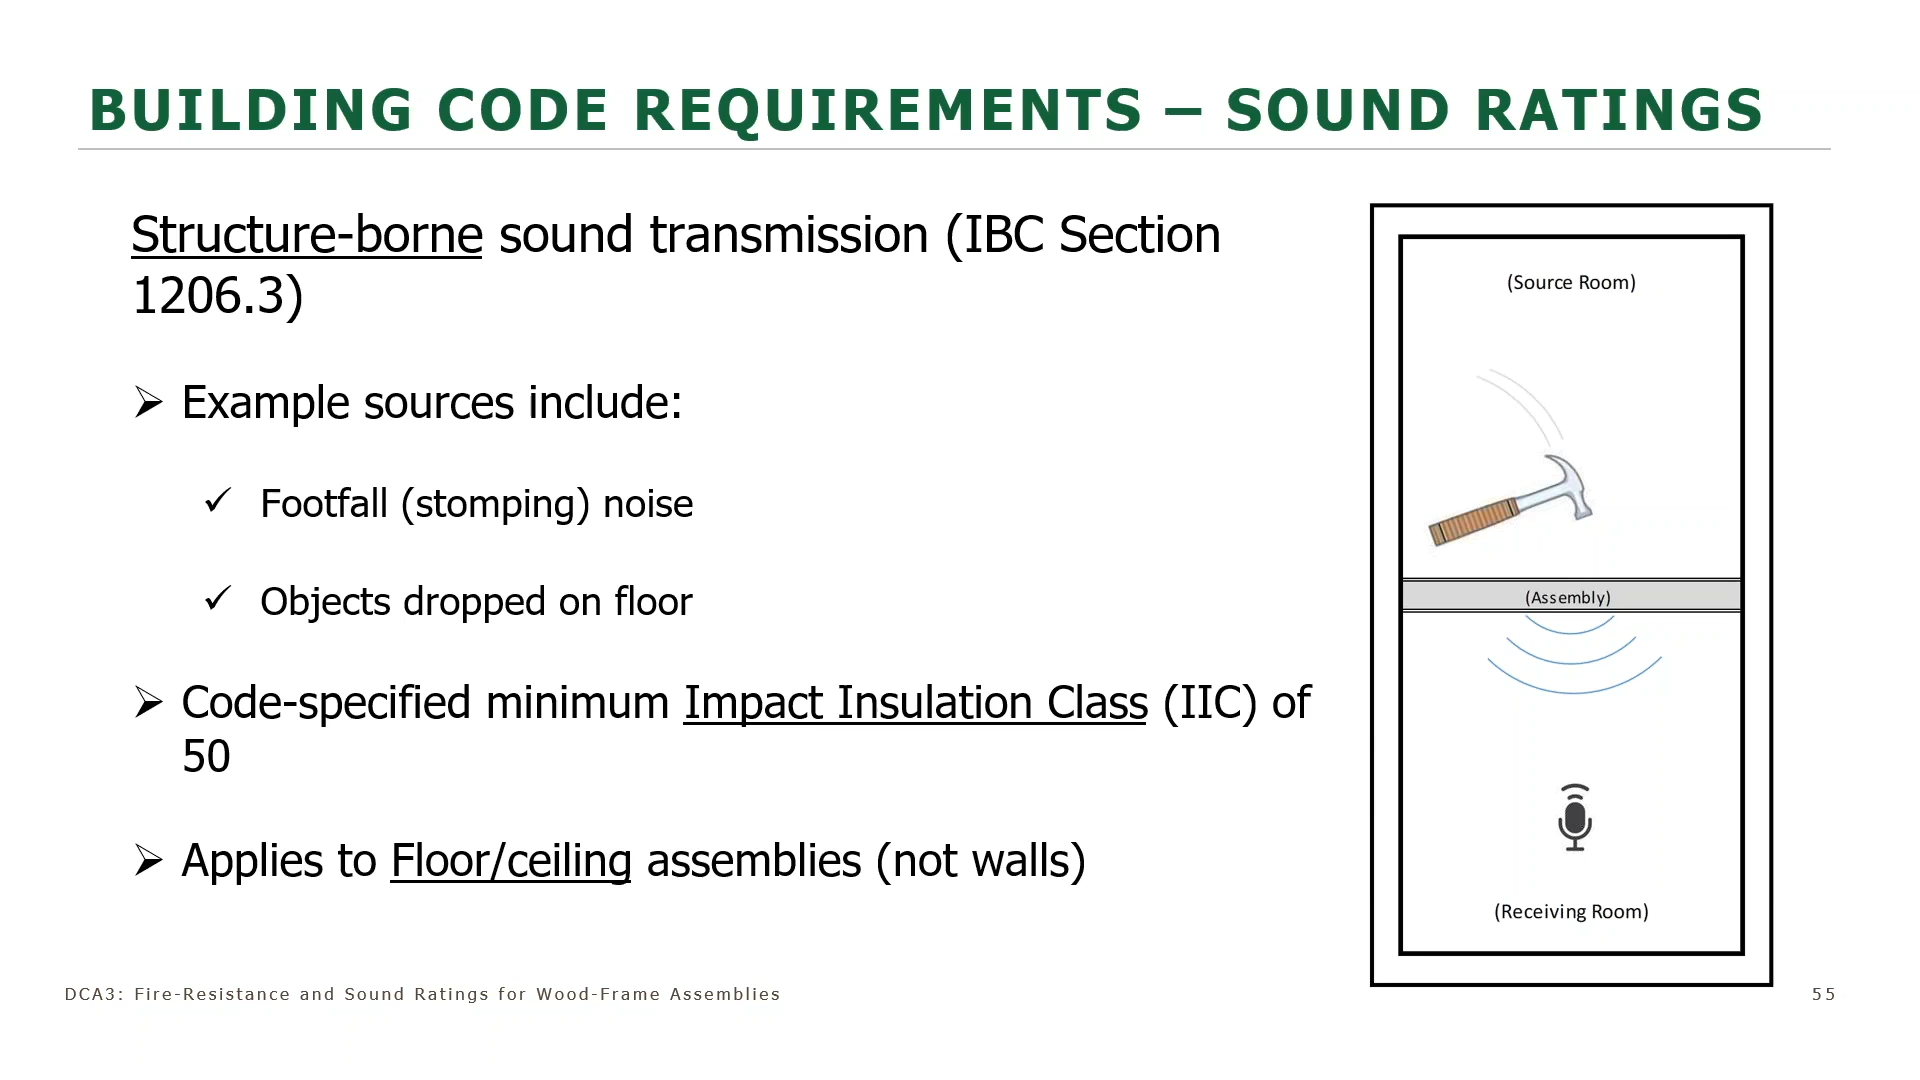 BUILDING CODE REQUIREMENTS – SOUND RATINGS
Structure-borne sound transmission (IBC Section
1206.3)
Example sources include:
Footfall (stomping) noise
Objects dropped on floor
Code-specified minimum Impact Insulation Class (IIC) of
50
Applies to Floor/ceiling assemblies (not walls)
(Source Room)
(Assembly)
(Receiving Room)
DCA3: Fire-Resistance and Sound Ratings for Wood-Frame Assemblies
55